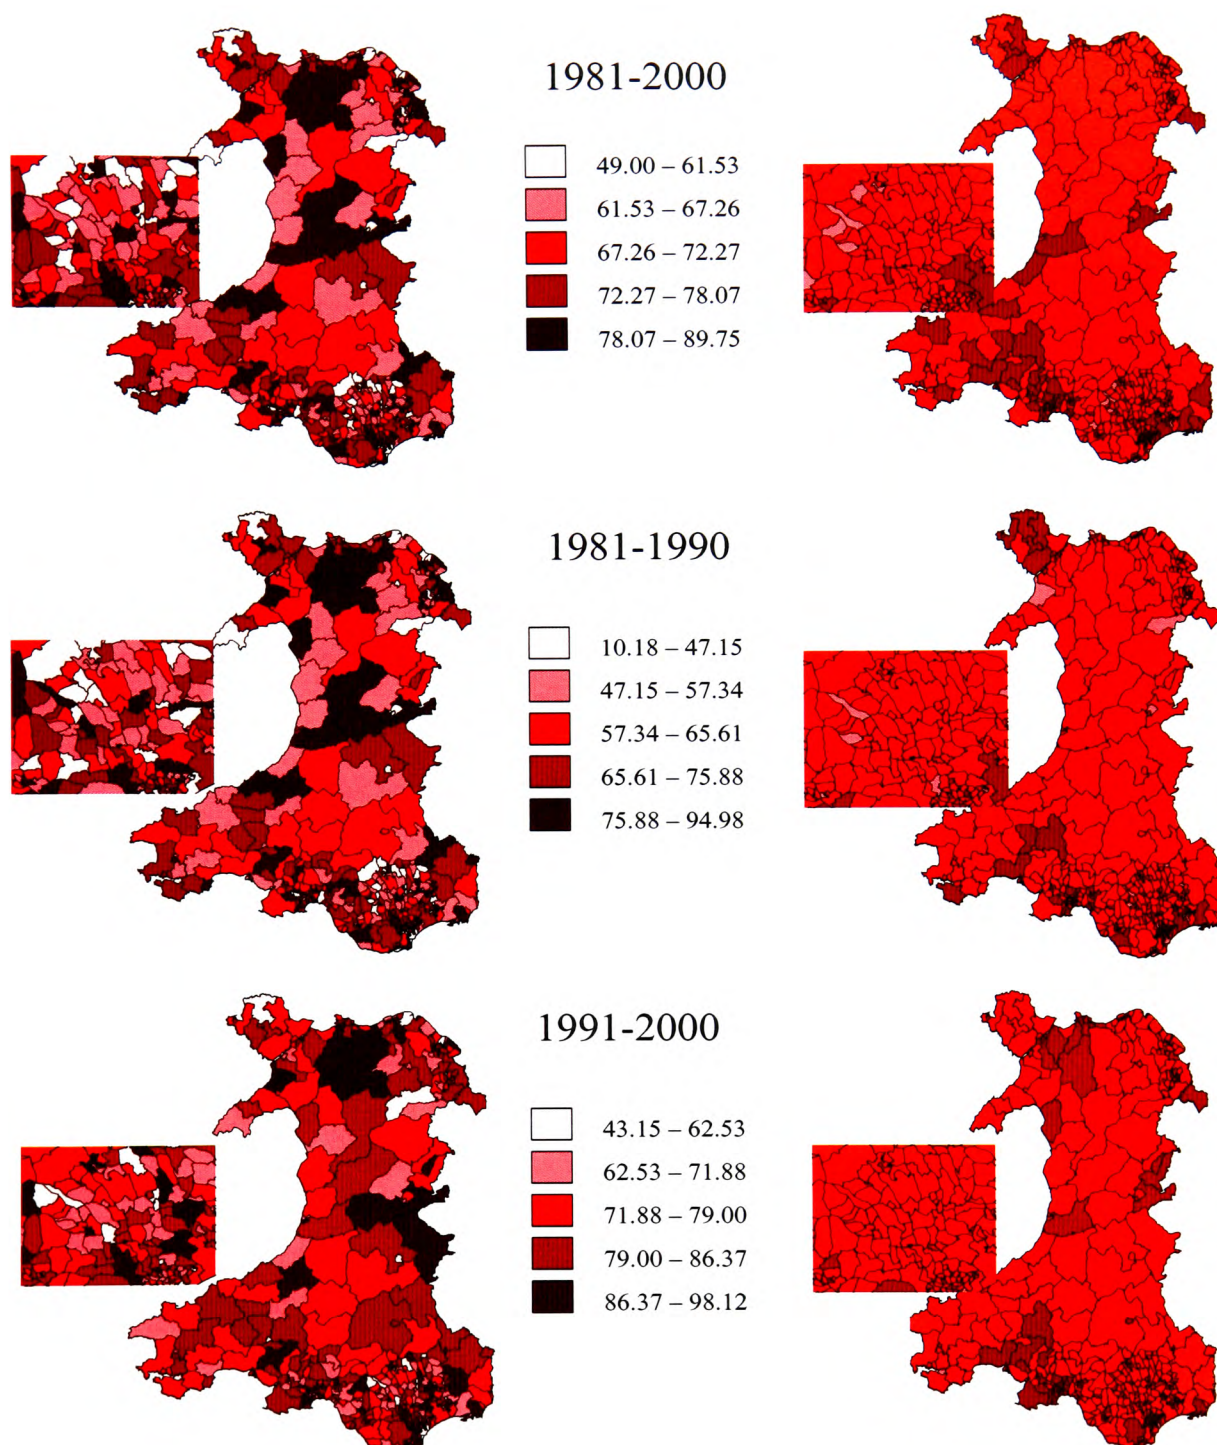 1981-2000
49.00 – 61.53
61.53 – 67.26
67.26 – 72.27
72.27 – 78.07
78.07 – 89.75
1981-1990
10.18 – 47.15
47.15 – 57.34
57.34 – 65.61
65.61 – 75.88
75.88 – 94.98
1991-2000
43.15 – 62.53
62.53 – 71.88
71.88 – 79.00
79.00 – 86.37
86.37 – 98.12